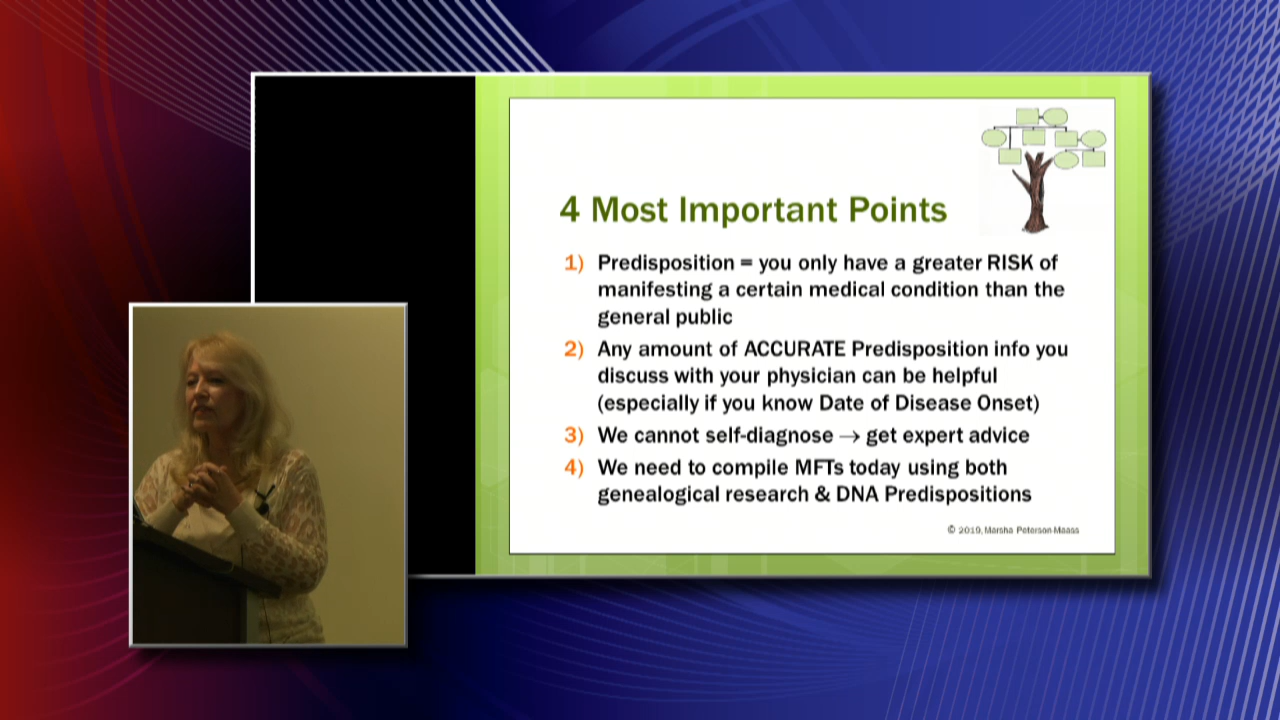 4 Most Important Points
1) Predisposition = you only have a greater RISK of
manifesting a certain medical condition than the
general public
2) Any amount of ACCURATE Predisposition info you
discuss with your physician can be helpful
(especially if you know Date of Disease Onset)
3) We cannot self-diagnose → get expert advice
4) We need to compile MFTs today using both
genealogical research & DNA Predispositions
© 2019, Marsha Peterson-Maass